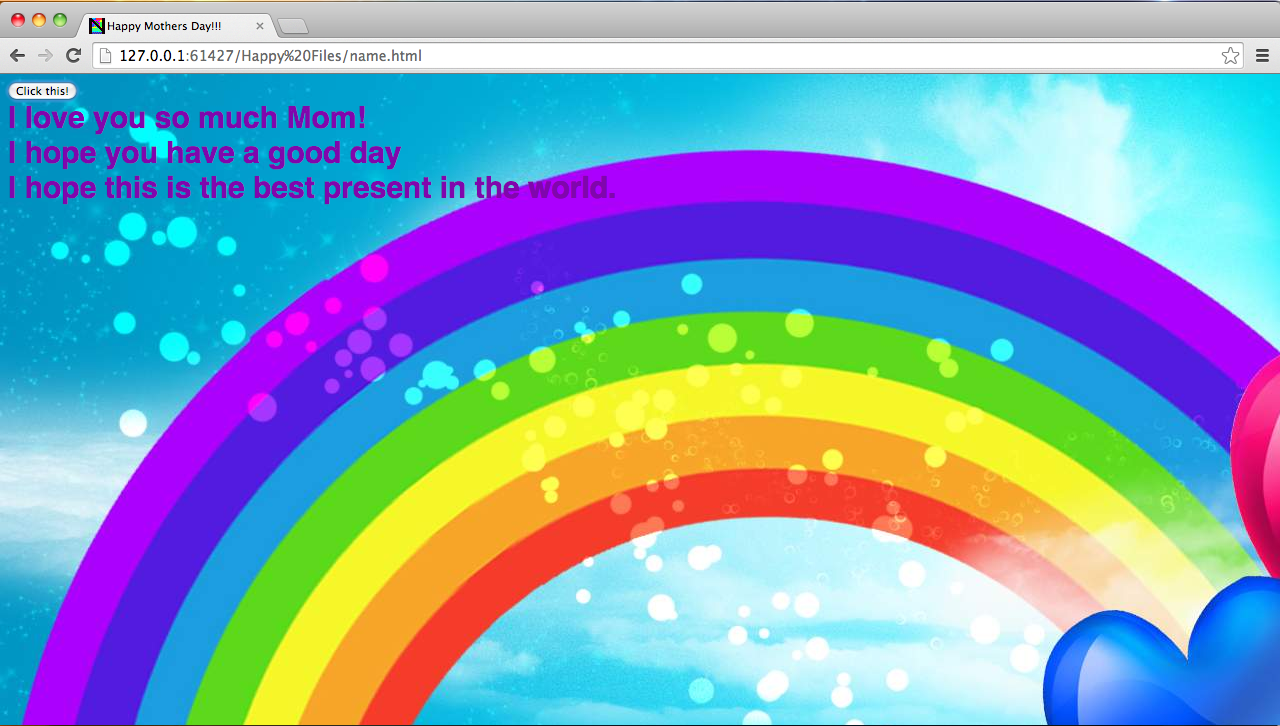 Happy Mothers Day!!!
127.0.0.1:61427/Happy%20Files/name.html
Click this!
I love you so much Mom!
I hope you have a good day
I hope this is the best present in the world.